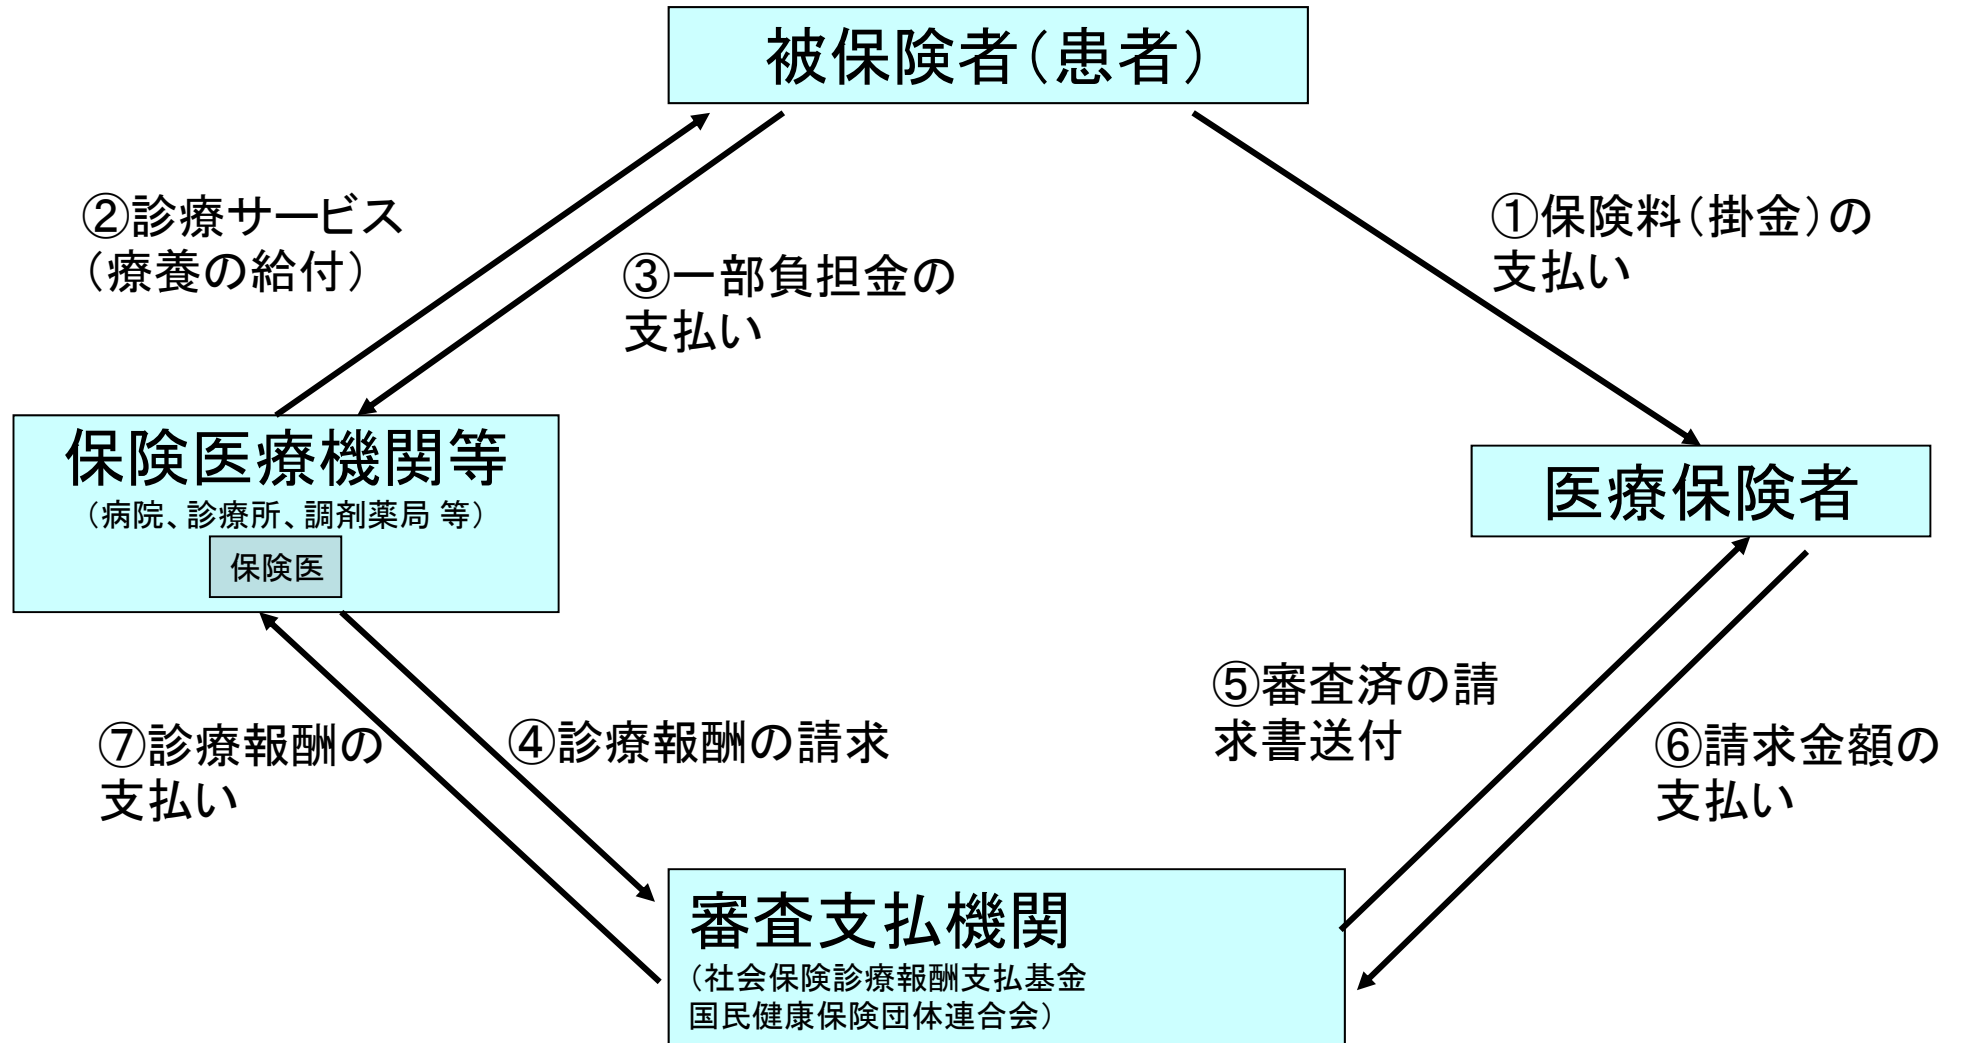 被保険者（患者）
②診療サービス
（療養の給付）
③一部負担金の
支払い
①保険料（掛金）の
支払い
保険医療機関等
（病院、診療所、調剤薬局 等）
保険医
医療保険者
⑦診療報酬の
支払い
④診療報酬の請求
⑤審査済の請
求書送付
⑥請求金額の
支払い
審査支払機関
（社会保険診療報酬支払基金
国民健康保険団体連合会）